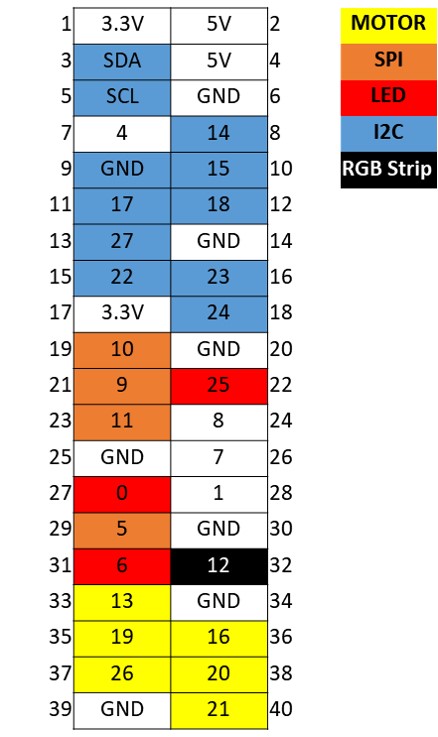 1 3.3V 5V 2 MOTOR
3 SDA 5V 4 SPI
5 SCL GND 6 LED
7 4 14 8 I2C
9 GND 15 10 RGB Strip
11 17 18 12
13 27 GND 14
15 22 23 16
17 3.3V 24 18
19 10 GND 20
21 9 25 22
23 11 8 24
25 GND 7 26
27 0 1 28
29 5 GND 30
31 6 12 32
33 13 GND 34
35 19 16 36
37 26 20 38
39 GND 21 40